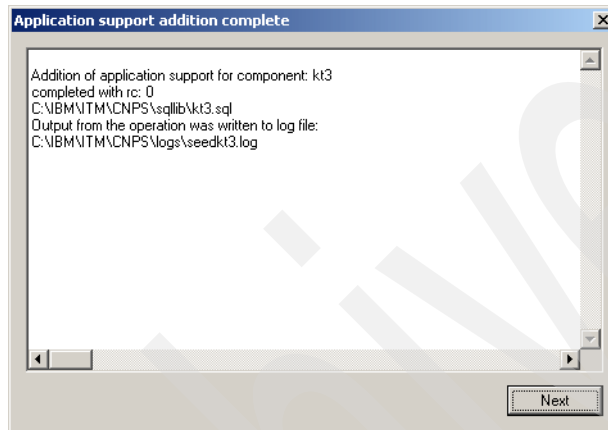 Application support addition complete
Addition of application support for component: kt3
completed with rc: 0
C:\IBM\ITM\CNPS\sqllib\kt3.sql
Output from the operation was written to log file:
C:\IBM\ITM\CNPS\logs\seedkt3.log
Next